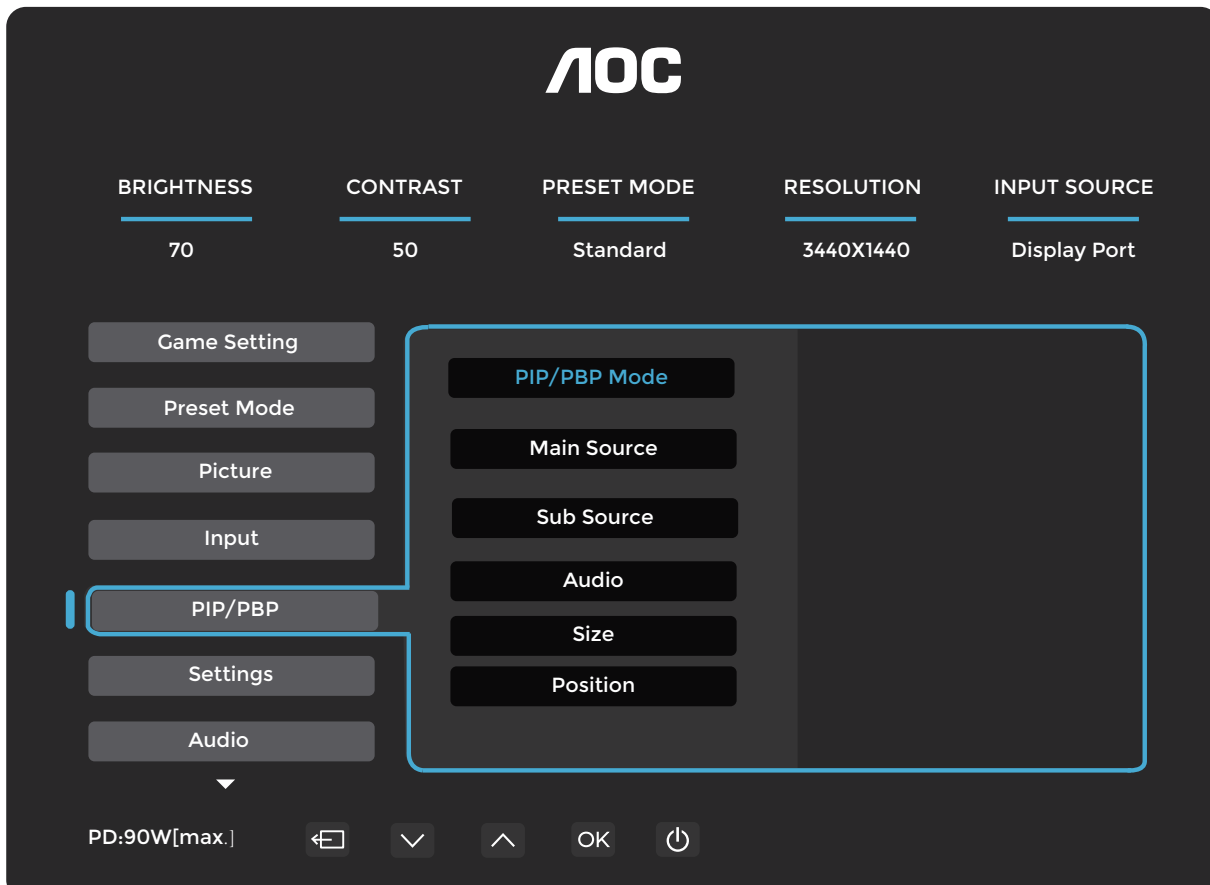 AOC
BRIGHTNESS CONTRAST PRESET MODE RESOLUTION INPUT SOURCE
70 50 Standard 3440X1440 Display Port
Game Setting
Preset Mode
Picture
Input
PIP/PBP
Settings
Audio
PIP/PBP Mode
Main Source
Sub Source
Audio
Size
Position
PD:90W[max.] OK